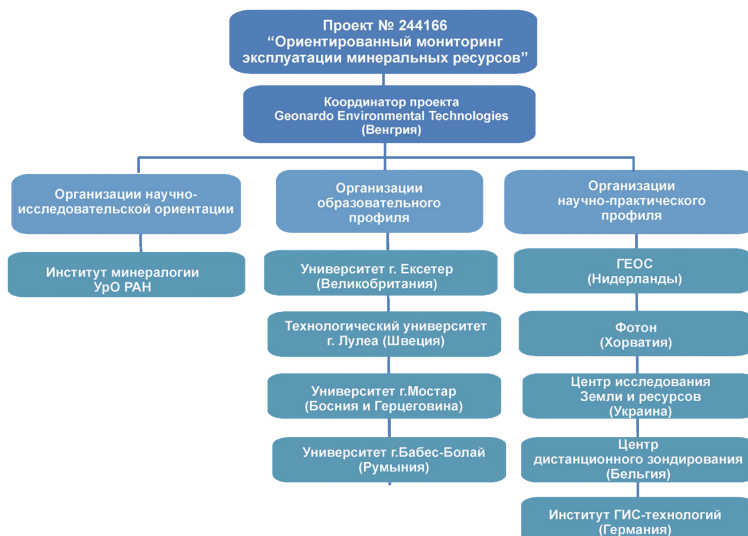 Проект № 244166
“Ориентированный мониторинг
эксплуатации минеральных ресурсов”
Координатор проекта
Geonardo Environmental Technologies
(Венгрия)
Организации научно-
исследовательской ориентации
Институт минералогии
УрО РАН
Организации
образовательного
профиля
Университет г. Ексетер
(Великобритания)
Технологический университет
г. Лулеа (Швеция)
Университет г.Мостар
(Босния и Герцеговина)
Университет г.Бабес-Болай
(Румыния)
Организации
научно-практического
профиля
ГЕОС
(Нидерланды)
Фотон
(Хорватия)
Центр исследования
Земли и ресурсов
(Украина)
Центр
дистанционного зондирования
(Бельгия)
Институт ГИС-технологий
(Германия)